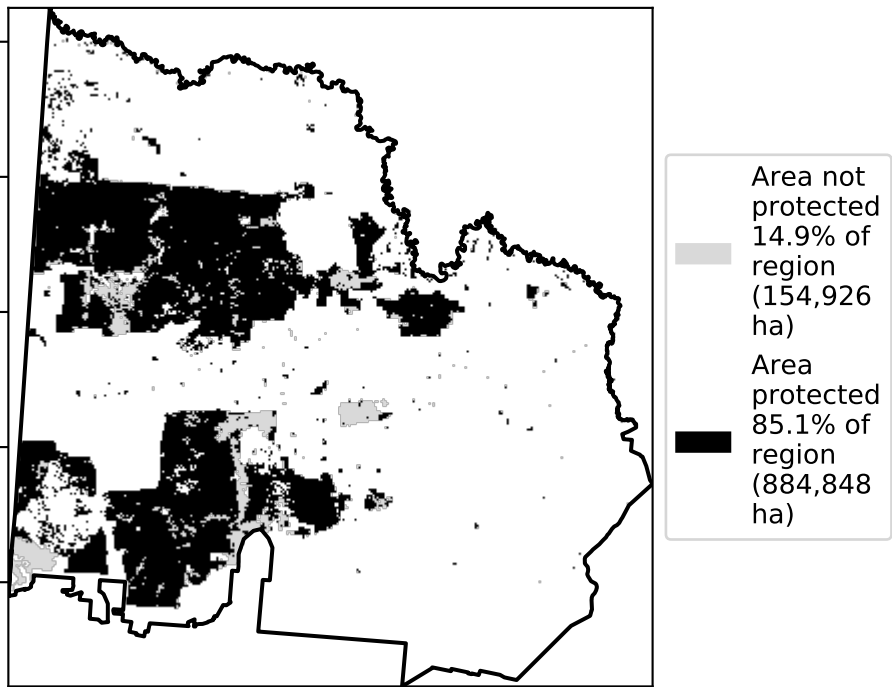 Area not
protected
14.9% of
region
(154,926
ha)
Area
protected
85.1% of
region
(884,848
ha)